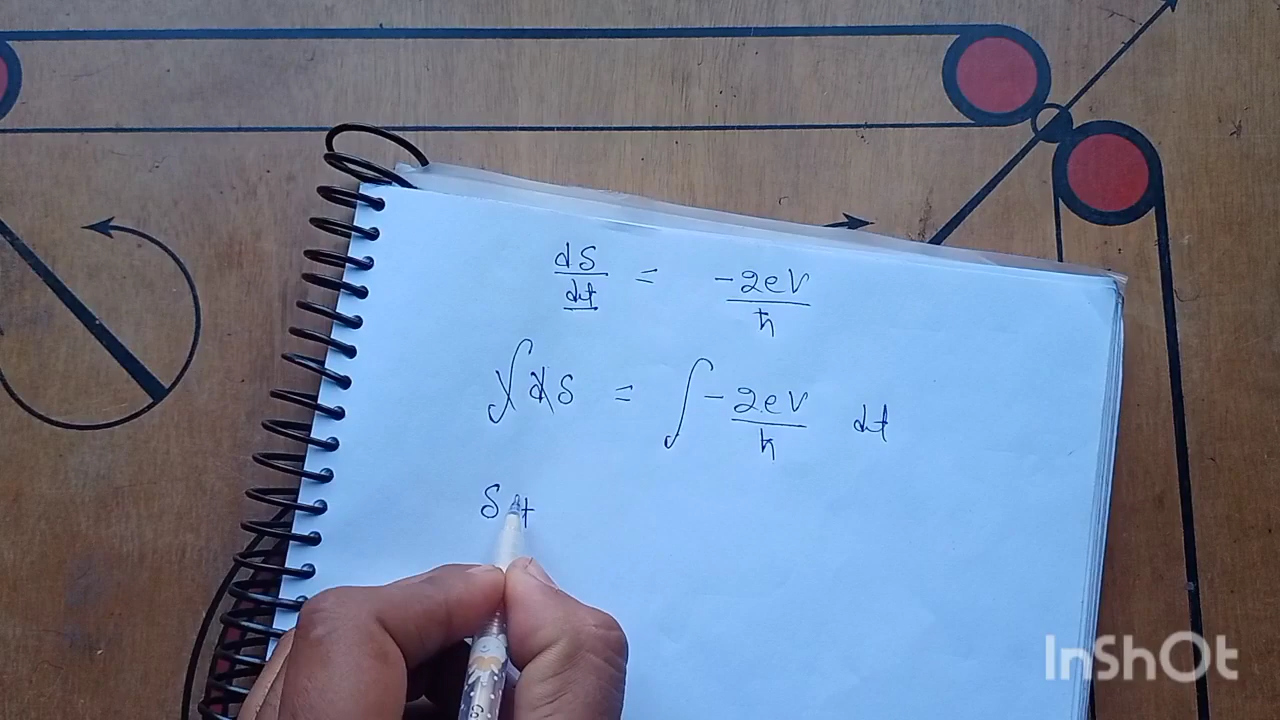 dS/dt = -2eV/ħ
∫dS = ∫ -2eV/ħ dt
S t
InShOt